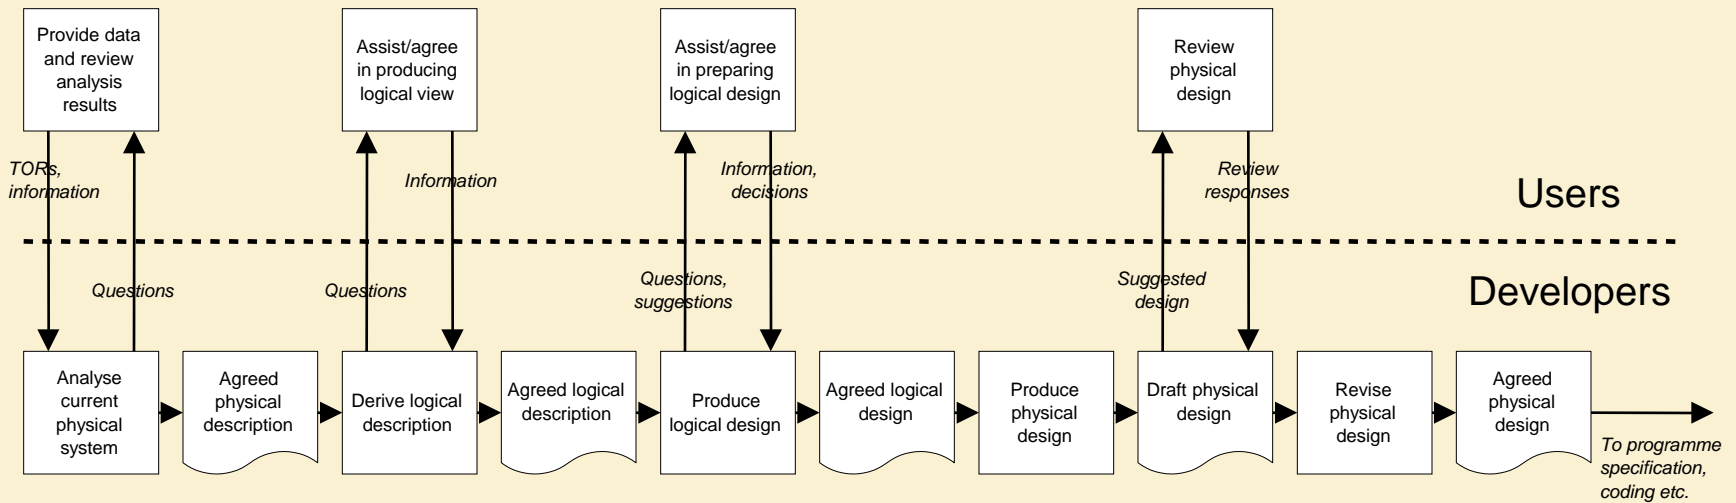 Provide data
and review
analysis
results
Assist/agree
in producing
logical view
Assist/agree
in preparing
logical design
Review
physical
design
TORs,
information
Information
Information,
decisions
Review
responses
Users
Questions
Questions
Questions,
suggestions
Suggested
design
Developers
Analyse
current
physical
system
Agreed
physical
description
Derive logical
description
Agreed logical
description
Produce
logical design
Agreed logical
design
Produce
physical
design
Draft physical
design
Revise
physical
design
Agreed
physical
design
To programme
specification,
coding etc.